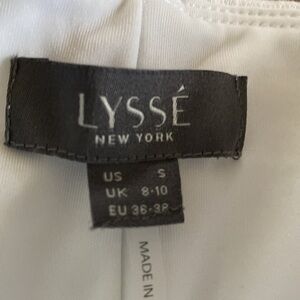 LYSSÉ
NEW YORK
US S
UK 8-10
EU 36-38
MADE IN